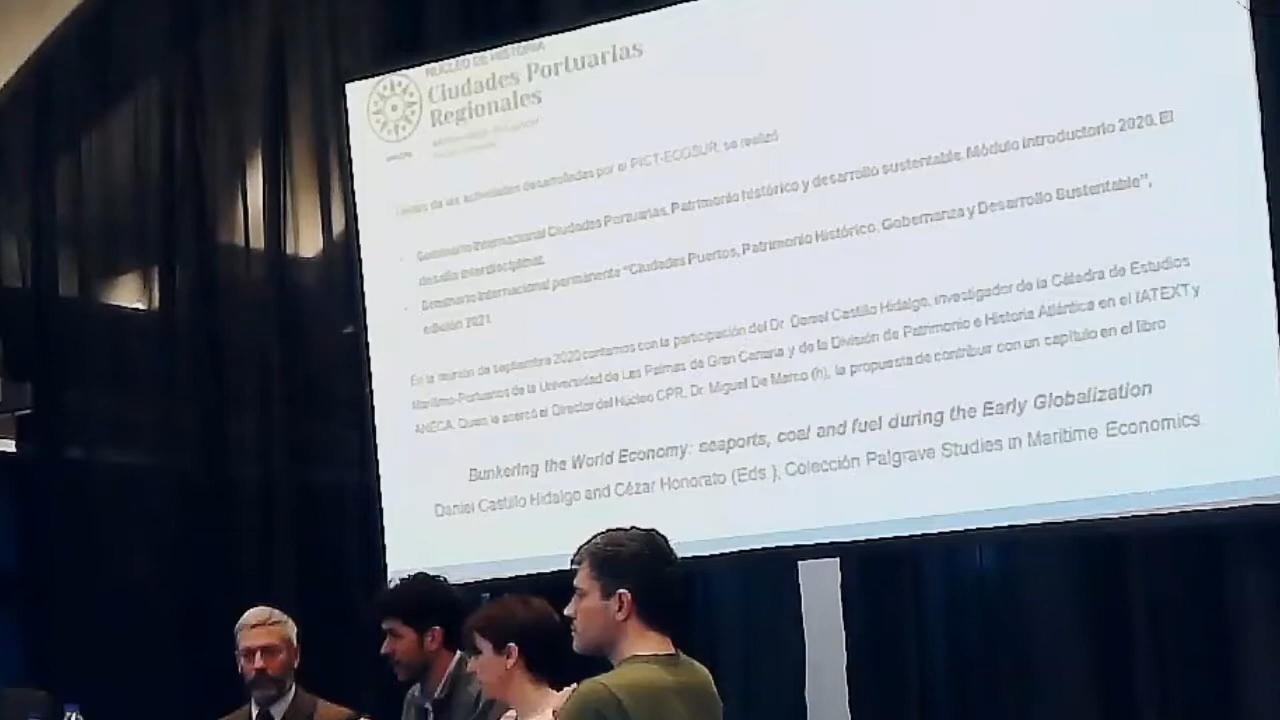 NÚCLEO DE HISTORIA
Ciudades Portuarias
Regionales
de las actividades desarrolladas por el PICT-ECOSUR, se realizó
Seminario Internacional Ciudades Portuarias, Patrimonio histórico y desarrollo sustentable. Módulo introductorio 2020. El
desafío interdisciplinar.
Seminario Internacional permanente "Ciudades Puertos, Patrimonio Histórico, Gobernanza y Desarrollo Sustentable",
edición 2021.
En la reunión de septiembre 2020 contamos con la participación del Dr. Daniel Castillo Hidalgo, investigador de la Cátedra de Estudios
Marítimo-Portuarios de la Universidad de Las Palmas de Gran Canaria y de la División de Patrimonio e Historia Atlántica en el IATEXT y
ANECA. Quien le acercó al Director del Núcleo CPR, Dr. Miguel De Marco (h), la propuesta de contribuir con un capítulo en el libro
Bunkering the World Economy: seaports, coal and fuel during the Early Globalization
Daniel Castillo Hidalgo and Cézar Honorato (Eds.), Colección Palgrave Studies in Maritime Economics.